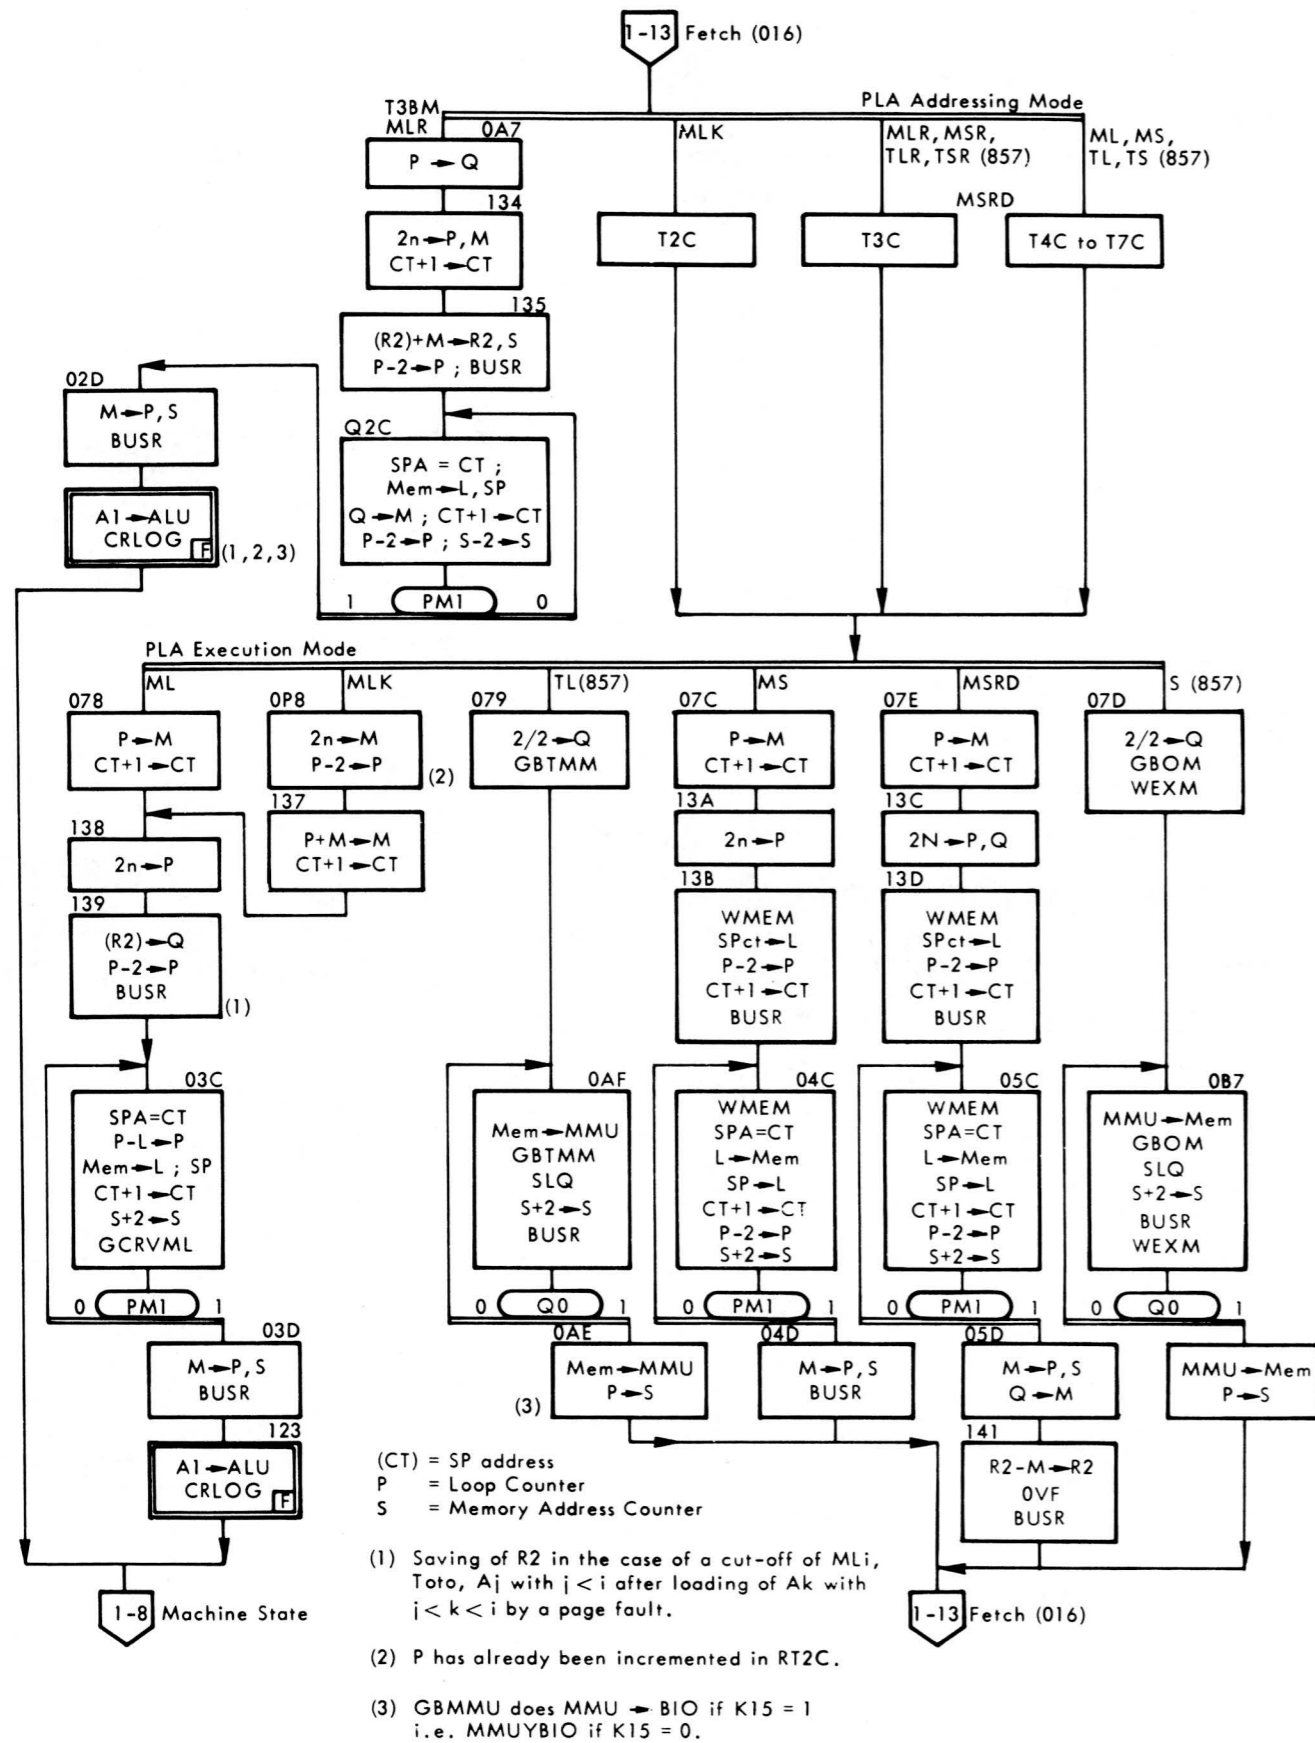 1-13 Fetch (016)
PLA Addressing Mode
T3BM
MLR 0A7
P → Q
134
2n → P, M
CT+1 → CT
135
(R2)+M → R2, S
P-2 → P ; BUSR
Q2C
SPA = CT ;
Mem → L, SP
Q → M ; CT+1 → CT
P-2 → P ; S-2 → S
1 PM1 0
MLK
T2C
MLR, MSR,
TLR, TSR (857)
T3C
MSRD
ML, MS,
TL, TS (857)
T4C to T7C
02D
M → P, S
BUSR
A1 → ALU
CRLOG F (1,2,3)
PLA Execution Mode
ML
078
P → M
CT+1 → CT
138
2n → P
139
(R2) → Q
P-2 → P
BUSR
(1)
03C
SPA=CT
P-L → P
Mem → L ; SP
CT+1 → CT
S+2 → S
GCRVML
0 PM1 1
03D
M → P, S
BUSR
123
A1 → ALU
CRLOG F
MLK
0P8
2n → M
P-2 → P
(2)
137
P+M → M
CT+1 → CT
TL(857)
079
2/2 → Q
GBTMM
0AF
Mem → MMU
GBTMM
SLQ
S+2 → S
BUSR
0 Q0 1
0AE
Mem → MMU
P → S
(3)
MS
07C
P → M
CT+1 → CT
13A
2n → P
13B
WMEM
SPct → L
P-2 → P
CT+1 → CT
BUSR
04C
WMEM
SPA=CT
L → Mem
SP → L
CT+1 → CT
P-2 → P
S+2 → S
0 PM1 1
04D
M → P, S
BUSR
MSRD
07E
P → M
CT+1 → CT
13C
2N → P, Q
13D
WMEM
SPct → L
P-2 → P
CT+1 → CT
BUSR
05C
WMEM
SPA=CT
L → Mem
SP → L
CT+1 → CT
P-2 → P
S+2 → S
0 PM1 1
05D
M → P, S
Q → M
141
R2-M → R2
0VF
BUSR
S (857)
07D
2/2 → Q
GBOM
WEXM
0B7
MMU → Mem
GBOM
SLQ
S+2 → S
BUSR
WEXM
0 Q0 1
MMU → Mem
P → S
(CT) = SP address
P = Loop Counter
S = Memory Address Counter
1-8 Machine State
1-13 Fetch (016)
(1) Saving of R2 in the case of a cut-off of MLi,
Toto, Aj with j < i after loading of Ak with
j < k < i by a page fault.
(2) P has already been incremented in RT2C.
(3) GBMMU does MMU → BIO if K15 = 1
i.e. MMUYBIO if K15 = 0.